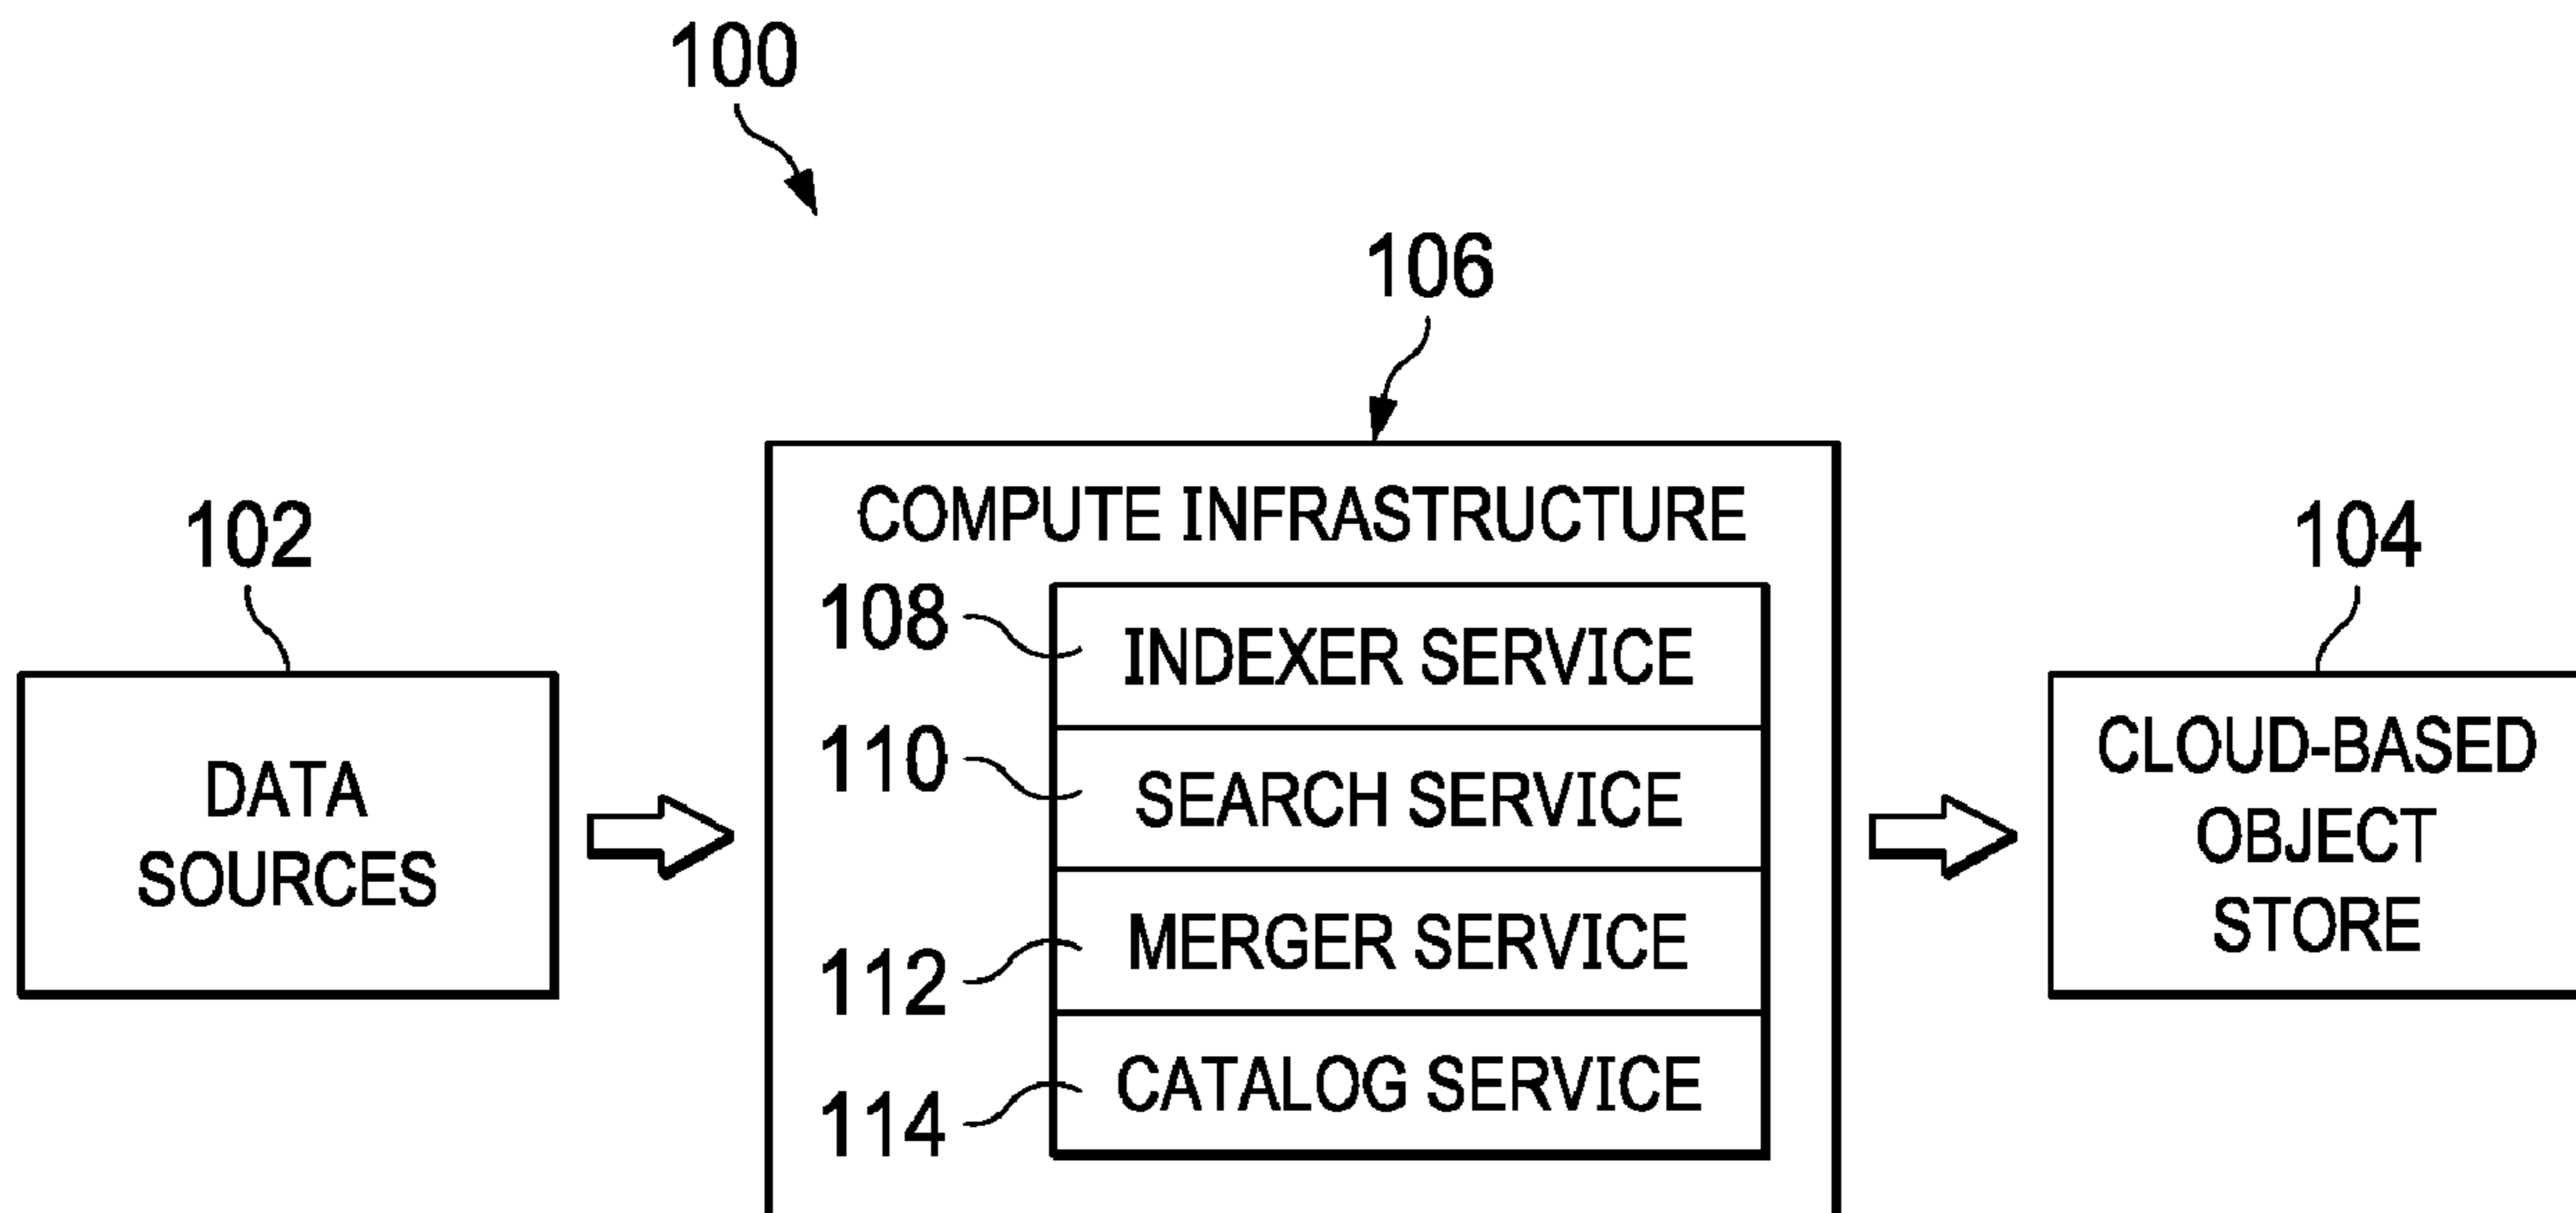 100
106
COMPUTE INFRASTRUCTURE
102
104
108
INDEXER SERVICE
110
SEARCH SERVICE
112
MERGER SERVICE
114
CATALOG SERVICE
DATA
SOURCES
CLOUD-BASED
OBJECT
STORE